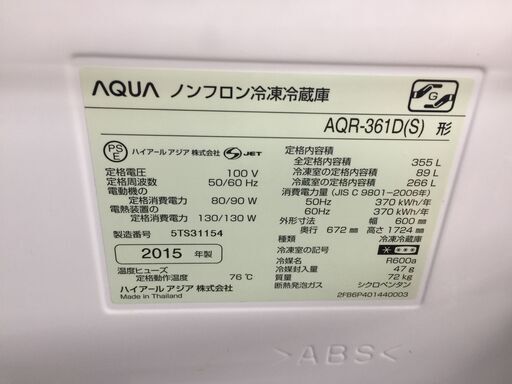 AQUA ノンフロン冷凍冷蔵庫
G
AQR-361D(S) 形
PS
E
ハイアール アジア 株式会社 S JET
定格電圧 100 V
定格周波数 50/60 Hz
電動機の
定格消費電力 80/90 W
電熱装置の
定格消費電力 130/130 W
製造番号 5TS31154
2015 年製
温度ヒューズ
定格動作温度 76℃
ハイアール アジア 株式会社
Made in Thailand
定格内容積
全定格内容積 355 L
冷凍室の定格内容積 89 L
冷蔵室の定格内容積 266 L
消費電力量 (JIS C 9801-2006年)
50Hz 370 kWh/年
60Hz 370 kWh/年
外形寸法 幅 600 mm
奥行 672 mm 高さ 1724 mm
種類 冷凍冷蔵庫
冷凍室の記号
冷媒名 R600a
冷媒封入量 47 g
質量 72 kg
断熱発泡ガス シクロペンタン
2FB6P401440003
>ABS<